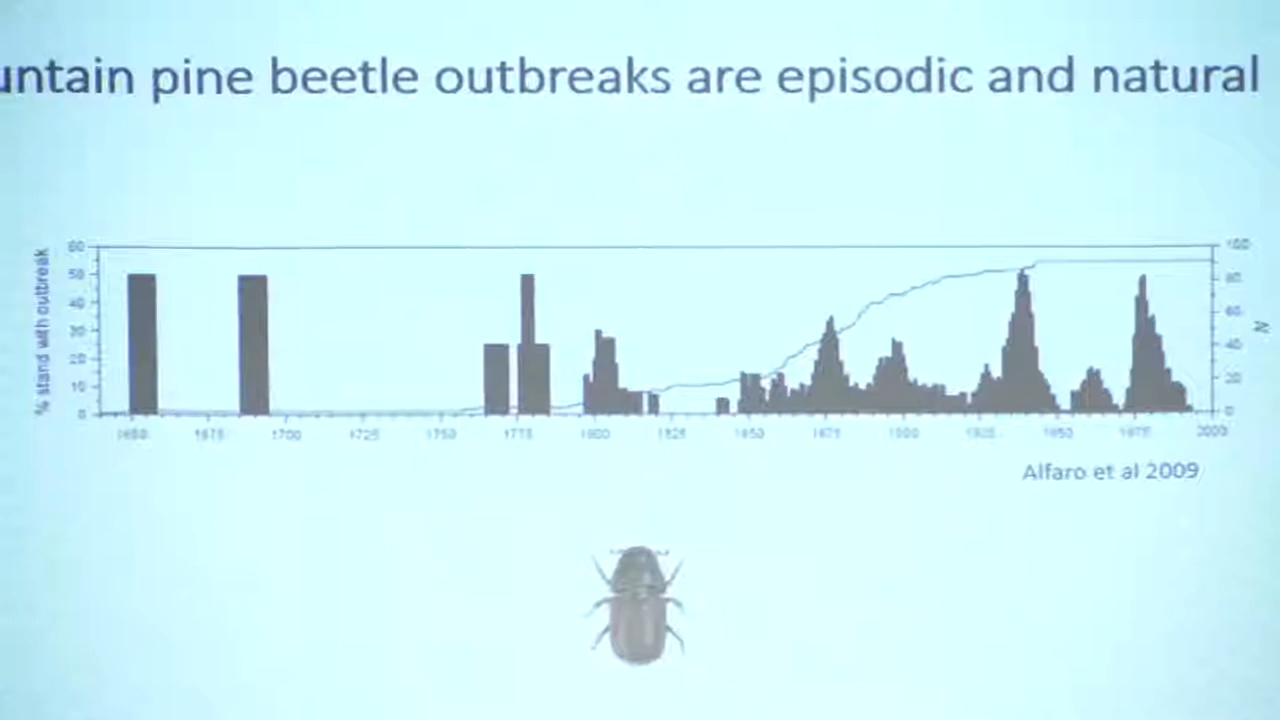 untain pine beetle outbreaks are episodic and natural
% stand with outbreak
60
50
40
30
20
10
0
100
80
60
40
20
0
N
1650 1675 1700 1725 1750 1775 1800 1825 1850 1875 1900 1925 1950 1975 2000
Alfaro et al 2009